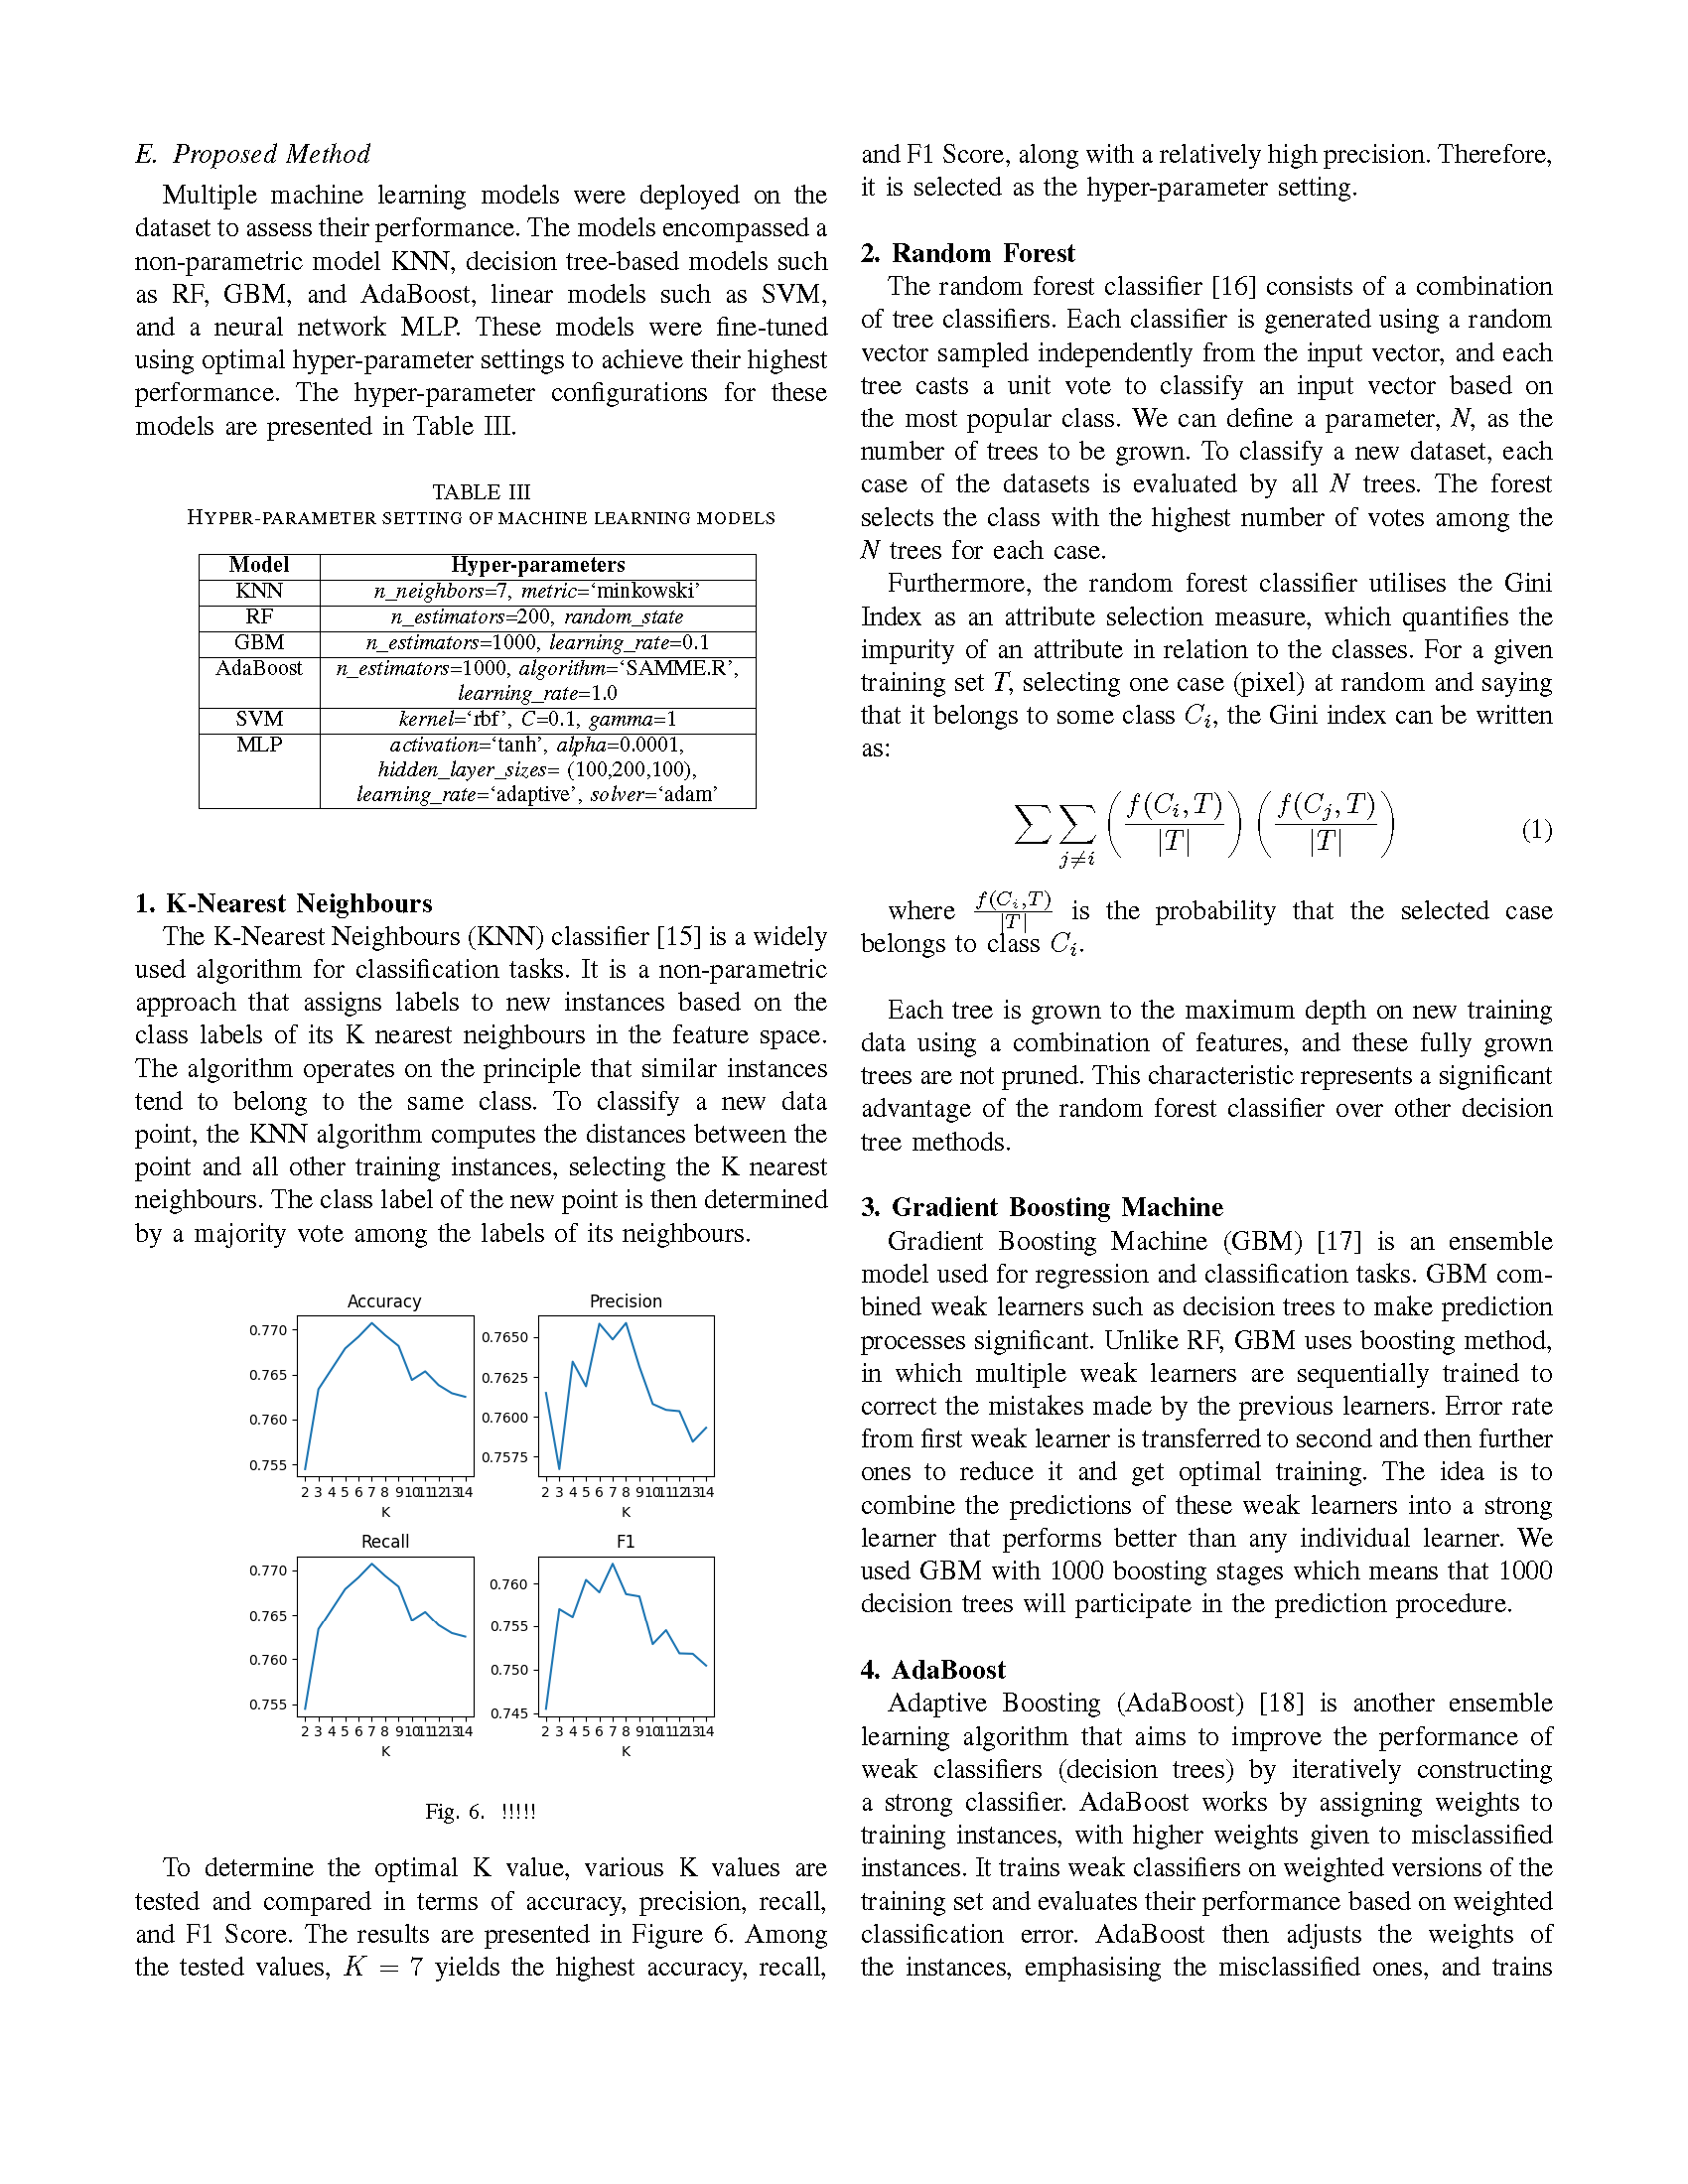 E. Proposed Method
Multiple machine learning models were deployed on the
dataset to assess their performance. The models encompassed a
non-parametric model KNN, decision tree-based models such
as RF, GBM, and AdaBoost, linear models such as SVM,
and a neural network MLP. These models were fine-tuned
using optimal hyper-parameter settings to achieve their highest
performance. The hyper-parameter configurations for these
models are presented in Table III.
TABLE III
HYPER-PARAMETER SETTING OF MACHINE LEARNING MODELS
Model Hyper-parameters
KNN n_neighbors=7, metric=‘minkowski’
RF n_estimators=200, random_state
GBM n_estimators=1000, learning_rate=0.1
AdaBoost n_estimators=1000, algorithm=‘SAMME.R’,
learning_rate=1.0
SVM kernel=‘rbf’, C=0.1, gamma=1
MLP activation=‘tanh’, alpha=0.0001,
hidden_layer_sizes= (100,200,100),
learning_rate=‘adaptive’, solver=‘adam’
1. K-Nearest Neighbours
The K-Nearest Neighbours (KNN) classifier [15] is a widely
used algorithm for classification tasks. It is a non-parametric
approach that assigns labels to new instances based on the
class labels of its K nearest neighbours in the feature space.
The algorithm operates on the principle that similar instances
tend to belong to the same class. To classify a new data
point, the KNN algorithm computes the distances between the
point and all other training instances, selecting the K nearest
neighbours. The class label of the new point is then determined
by a majority vote among the labels of its neighbours.
Accuracy
0.770
0.765
0.760
0.755
2 3 4 5 6 7 8 9 10 11 12 13 14
K
Precision
0.7650
0.7625
0.7600
0.7575
2 3 4 5 6 7 8 9 10 11 12 13 14
K
Recall
0.770
0.765
0.760
0.755
2 3 4 5 6 7 8 9 10 11 12 13 14
K
F1
0.760
0.755
0.750
0.745
2 3 4 5 6 7 8 9 10 11 12 13 14
K
Fig. 6. !!!!!
To determine the optimal K value, various K values are
tested and compared in terms of accuracy, precision, recall,
and F1 Score. The results are presented in Figure 6. Among
the tested values, K = 7 yields the highest accuracy, recall,
and F1 Score, along with a relatively high precision. Therefore,
it is selected as the hyper-parameter setting.
2. Random Forest
The random forest classifier [16] consists of a combination
of tree classifiers. Each classifier is generated using a random
vector sampled independently from the input vector, and each
tree casts a unit vote to classify an input vector based on
the most popular class. We can define a parameter, N, as the
number of trees to be grown. To classify a new dataset, each
case of the datasets is evaluated by all N trees. The forest
selects the class with the highest number of votes among the
N trees for each case.
Furthermore, the random forest classifier utilises the Gini
Index as an attribute selection measure, which quantifies the
impurity of an attribute in relation to the classes. For a given
training set T, selecting one case (pixel) at random and saying
that it belongs to some class C_i, the Gini index can be written
as:
∑ ∑_{j≠i} (f(C_i, T)/|T|) (f(C_j, T)/|T|) (1)
where f(C_i,T)/|T| is the probability that the selected case
belongs to class C_i.
Each tree is grown to the maximum depth on new training
data using a combination of features, and these fully grown
trees are not pruned. This characteristic represents a significant
advantage of the random forest classifier over other decision
tree methods.
3. Gradient Boosting Machine
Gradient Boosting Machine (GBM) [17] is an ensemble
model used for regression and classification tasks. GBM com-
bined weak learners such as decision trees to make prediction
processes significant. Unlike RF, GBM uses boosting method,
in which multiple weak learners are sequentially trained to
correct the mistakes made by the previous learners. Error rate
from first weak learner is transferred to second and then further
ones to reduce it and get optimal training. The idea is to
combine the predictions of these weak learners into a strong
learner that performs better than any individual learner. We
used GBM with 1000 boosting stages which means that 1000
decision trees will participate in the prediction procedure.
4. AdaBoost
Adaptive Boosting (AdaBoost) [18] is another ensemble
learning algorithm that aims to improve the performance of
weak classifiers (decision trees) by iteratively constructing
a strong classifier. AdaBoost works by assigning weights to
training instances, with higher weights given to misclassified
instances. It trains weak classifiers on weighted versions of the
training set and evaluates their performance based on weighted
classification error. AdaBoost then adjusts the weights of
the instances, emphasising the misclassified ones, and trains